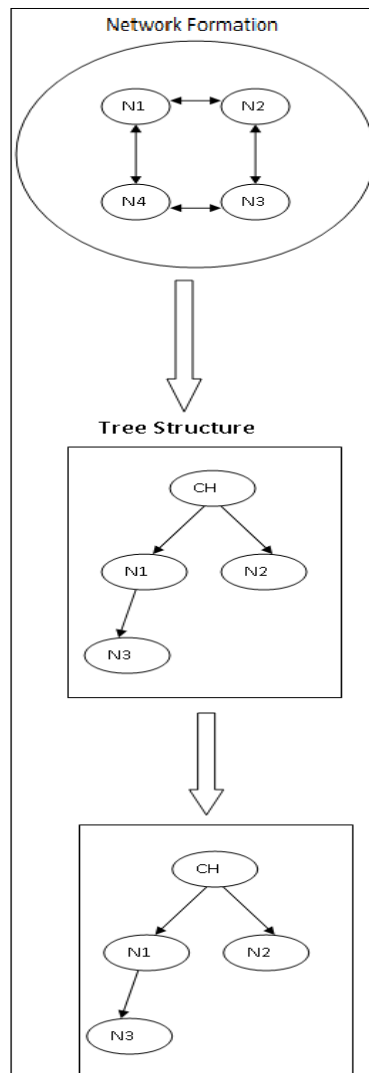 Network Formation
N1 N2
N4 N3
Tree Structure
CH
N1 N2
N3
CH
N1 N2
N3